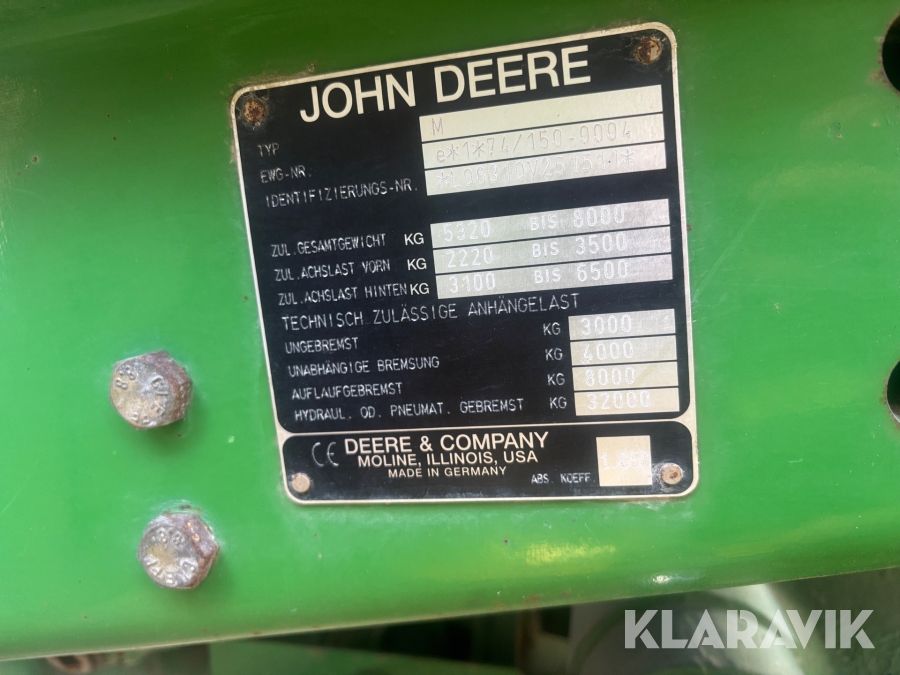 JOHN DEERE
TYP M
EWG-NR. e*1*74/150-9094
IDENTIFIZIERUNGS-NR.
ZUL.GESAMTGEWICHT KG 5320 BIS 8000
ZUL.ACHSLAST VORN KG 2220 BIS 3500
ZUL.ACHSLAST HINTEN KG 3100 BIS 6500
TECHNISCH ZULÄSSIGE ANHÄNGELAST
UNGEBREMST KG 3000
UNABHÄNGIGE BREMSUNG KG 4000
AUFLAUFGEBREMST KG 8000
HYDRAUL. OD. PNEUMAT. GEBREMST KG 32000
CE DEERE & COMPANY
MOLINE, ILLINOIS, USA
MADE IN GERMANY
ABS. KOEFF.
KLARAVIK